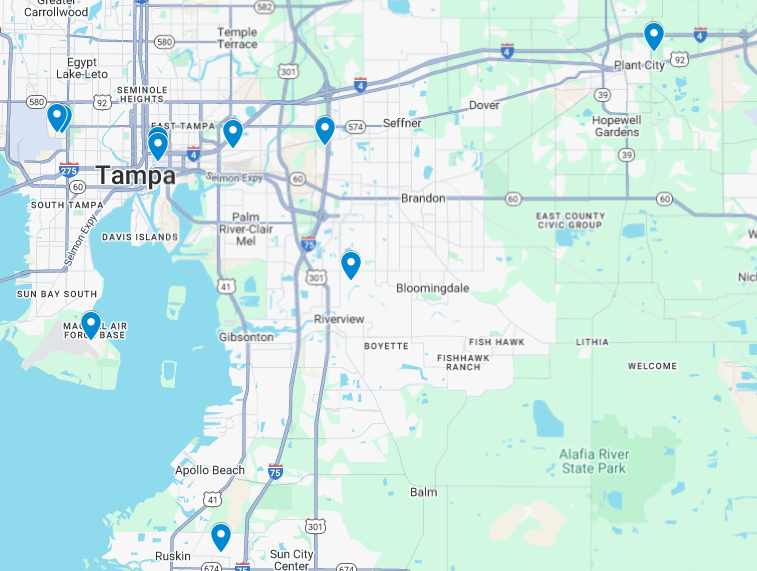 Greater
Carrollwood
582
Temple
Terrace
580
4
Plant City
92
4
Egypt
Lake-Leto
301
4
SEMINOLE
HEIGHTS
580
92
39
Dover
EAST TAMPA
574
Seffner
Hopewell
Gardens
4
39
275
Tampa
Selmon Expy
60
60
Brandon
60
60
SOUTH TAMPA
Palm
River-Clair
Mel
EAST COUNTY
CIVIC GROUP
DAVIS ISLANDS
Selmon Expy
75
W
301
Nich
41
SUN BAY SOUTH
Bloomingdale
Riverview
MACDILL AIR
FORCE BASE
Gibsonton
BOYETTE
FISH HAWK
LITHIA
FISHHAWK
RANCH
WELCOME
Alafia River
State Park
Apollo Beach
75
41
Balm
301
Ruskin
Sun City
Center
674
75
674